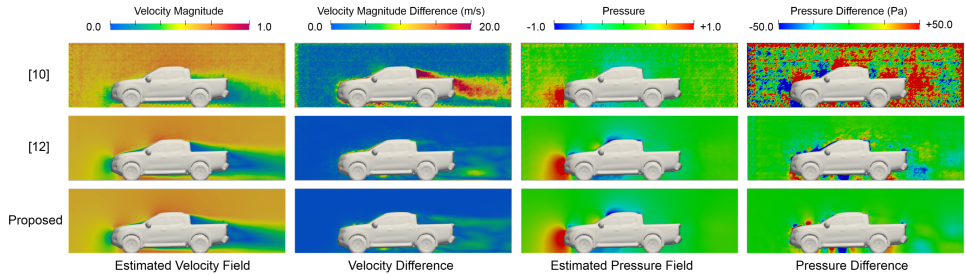 Velocity Magnitude
0.0 1.0
Velocity Magnitude Difference (m/s)
0.0 20.0
Pressure
-1.0 +1.0
Pressure Difference (Pa)
-50.0 +50.0
[10]
[12]
Proposed
Estimated Velocity Field
Velocity Difference
Estimated Pressure Field
Pressure Difference